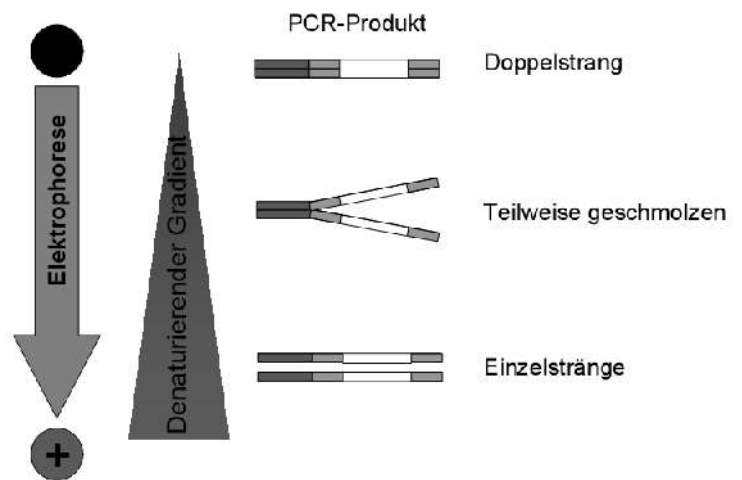 PCR-Produkt
Doppelstrang
Elektrophorese
Denaturierender Gradient
Teilweise geschmolzen
Einzelstränge
+